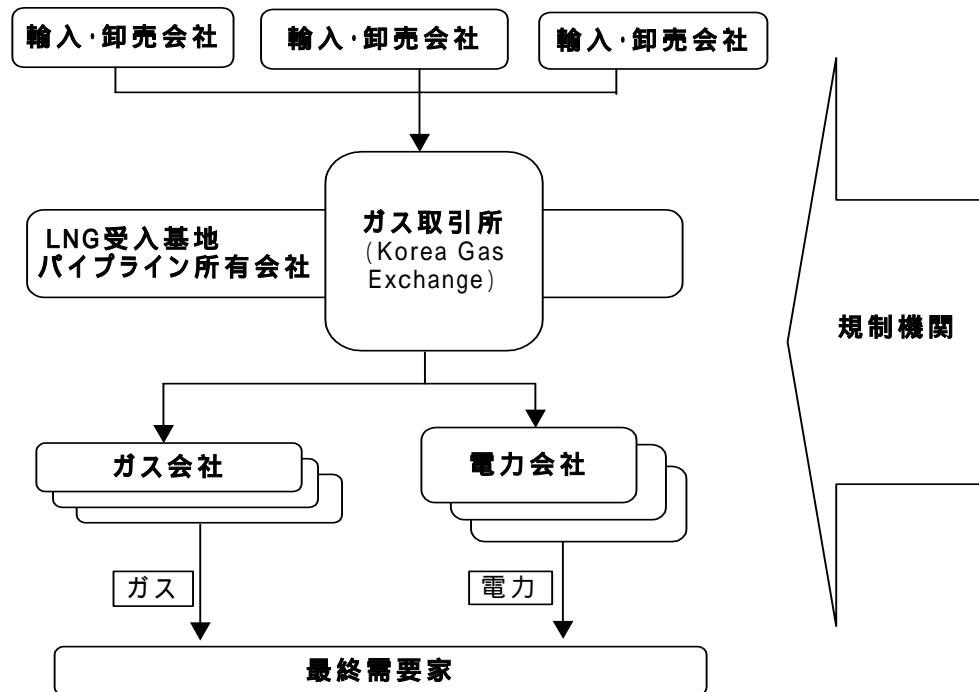 輸入・卸売会社
輸入・卸売会社
輸入・卸売会社
ガス取引所
(Korea Gas
Exchange)
LNG受入基地
パイプライン所有会社
規制機関
ガス会社
電力会社
ガス
電力
最終需要家